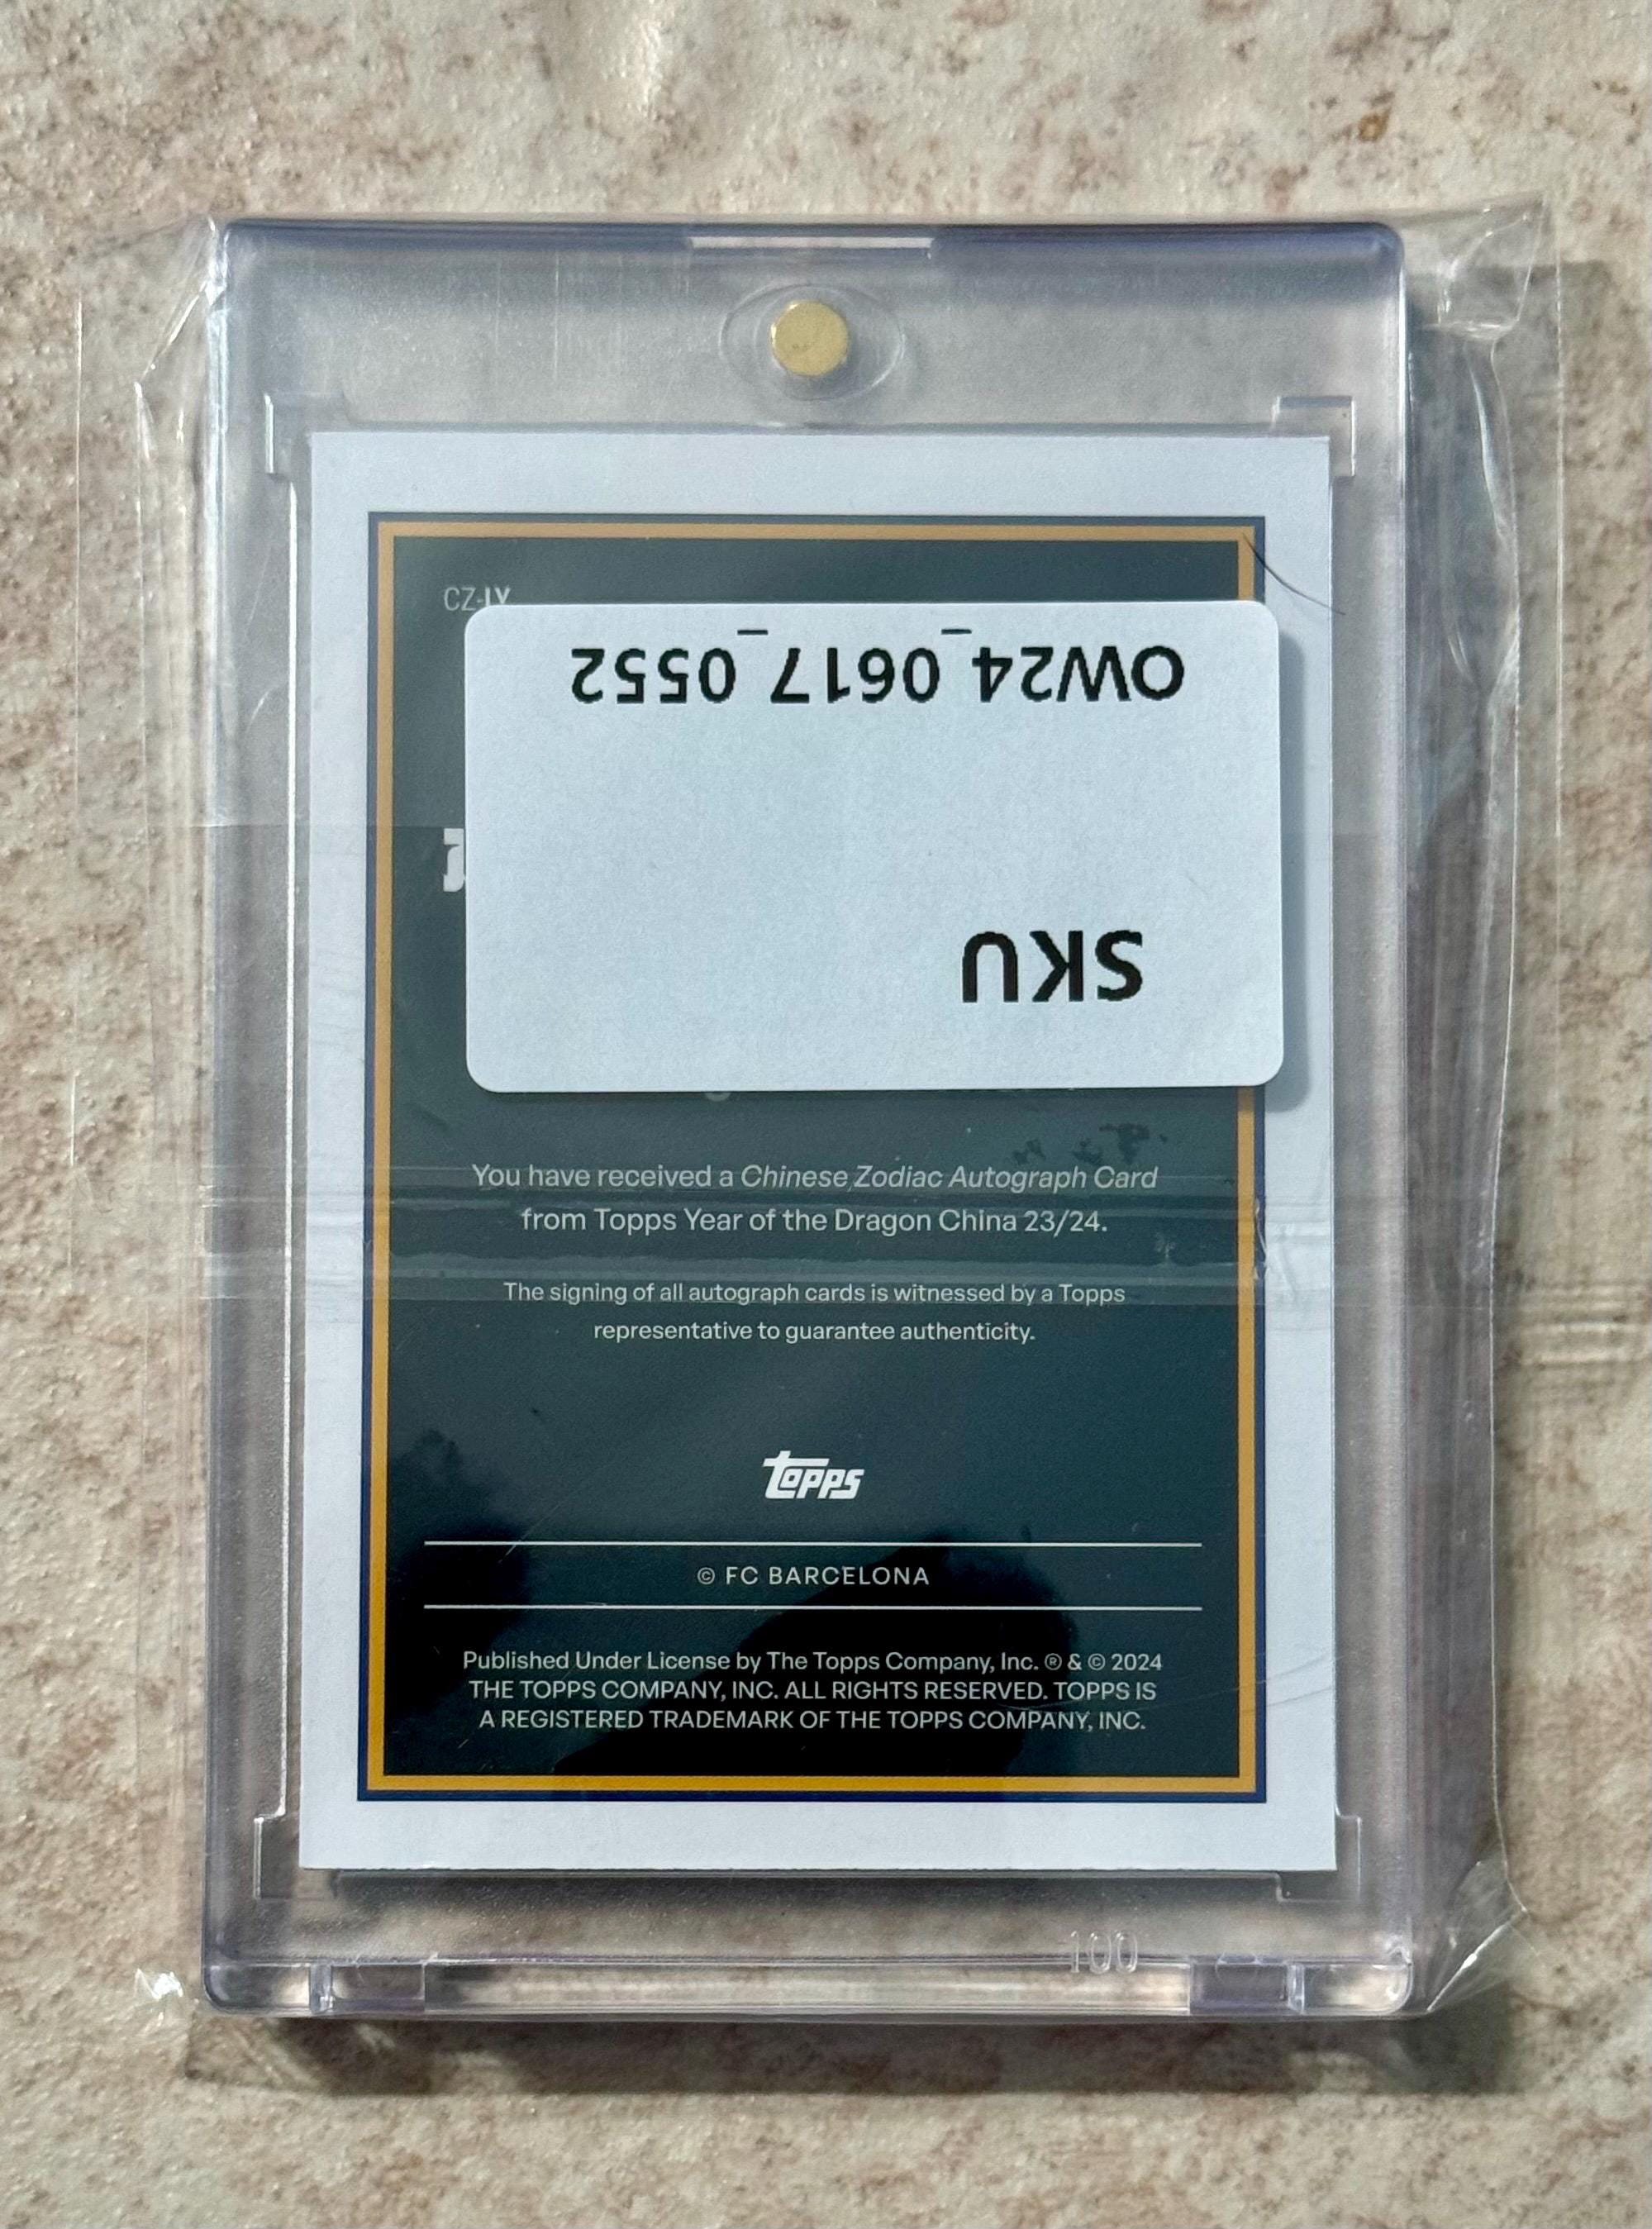 CZ-LY
OW24_0617_0552
SKU
You have received a Chinese Zodiac Autograph Card
from Topps Year of the Dragon China 23/24.
The signing of all autograph cards is witnessed by a Topps
representative to guarantee authenticity.
topps
© FC BARCELONA
Published Under License by The Topps Company, Inc. ® & © 2024
THE TOPPS COMPANY, INC. ALL RIGHTS RESERVED. TOPPS IS
A REGISTERED TRADEMARK OF THE TOPPS COMPANY, INC.
100